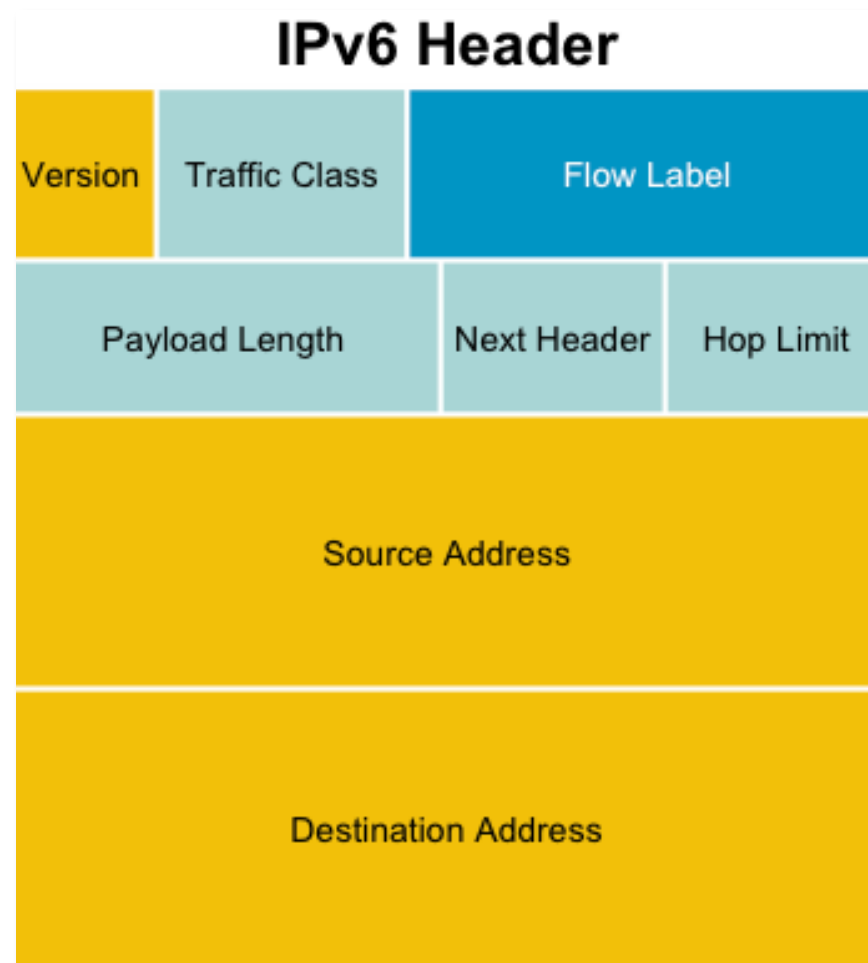 IPv6 Header
Version Traffic Class Flow Label
Payload Length Next Header Hop Limit
Source Address
Destination Address